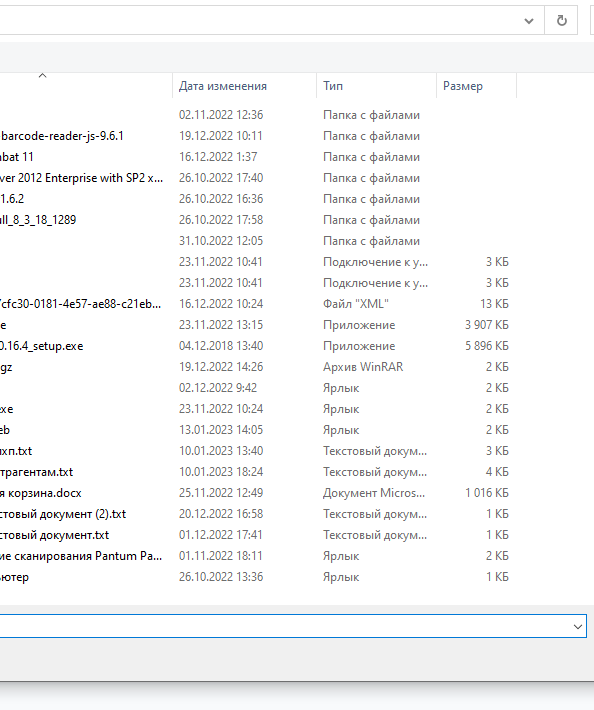 Дата изменения Тип Размер
02.11.2022 12:36 Папка с файлами
barcode-reader-js-9.6.1 19.12.2022 10:11 Папка с файлами
bat 11 16.12.2022 1:37 Папка с файлами
ver 2012 Enterprise with SP2 x... 26.10.2022 17:40 Папка с файлами
1.6.2 26.10.2022 16:36 Папка с файлами
ll_8_3_18_1289 26.10.2022 17:58 Папка с файлами
31.10.2022 12:05 Папка с файлами
23.11.2022 10:41 Подключение к у... 3 КБ
23.11.2022 10:41 Подключение к у... 3 КБ
cfc30-0181-4e57-ae88-c21eb... 16.12.2022 10:24 Файл "XML" 13 КБ
e 23.11.2022 13:15 Приложение 3 907 КБ
0.16.4_setup.exe 04.12.2018 13:40 Приложение 5 896 КБ
gz 19.12.2022 14:26 Архив WinRAR 2 КБ
02.12.2022 9:42 Ярлык 2 КБ
exe 23.11.2022 10:24 Ярлык 2 КБ
eb 13.01.2023 14:05 Ярлык 2 КБ
хп.txt 10.01.2023 13:40 Текстовый докум... 3 КБ
трагентам.txt 10.01.2023 18:24 Текстовый докум... 4 КБ
я корзина.docx 25.11.2022 12:49 Документ Micros... 1 016 КБ
стовый документ (2).txt 20.12.2022 16:58 Текстовый докум... 1 КБ
стовый документ.txt 01.12.2022 17:41 Текстовый докум... 1 КБ
ие сканирования Pantum Pa... 01.11.2022 18:11 Ярлык 2 КБ
ьютер 26.10.2022 13:36 Ярлык 1 КБ